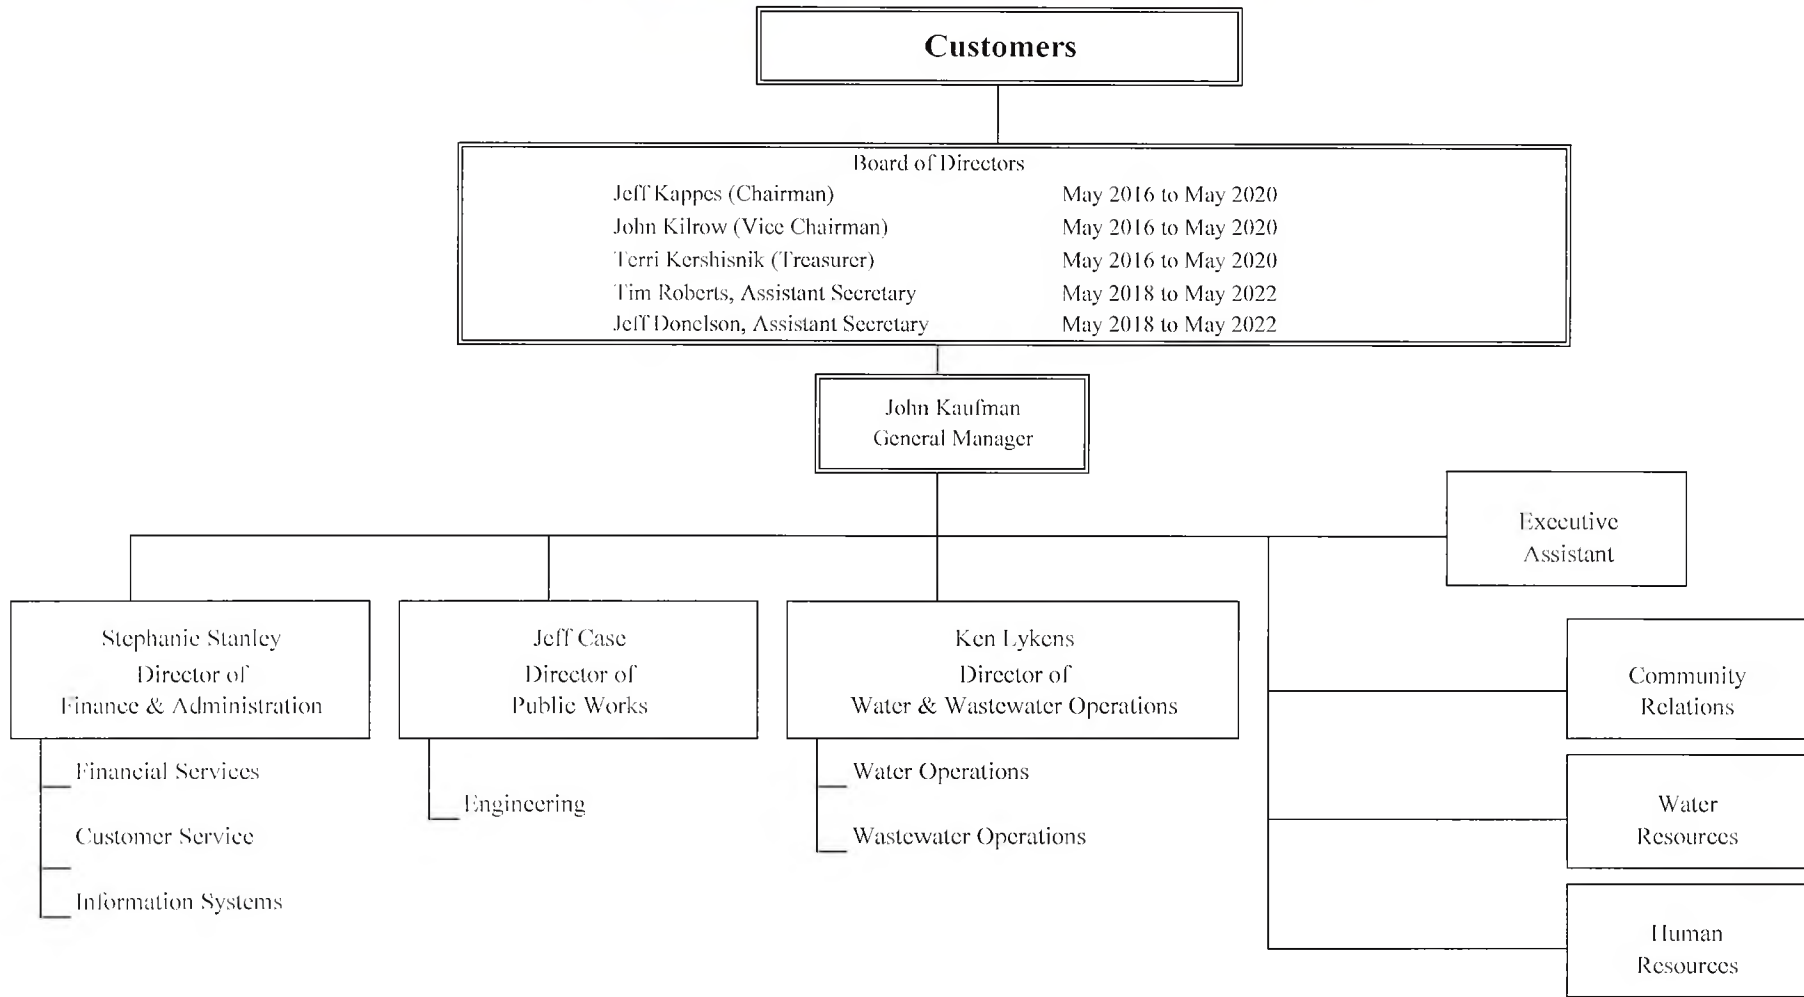 Customers
Board of Directors
Jeff Kappes (Chairman) May 2016 to May 2020
John Kilrow (Vice Chairman) May 2016 to May 2020
Terri Kershisnik (Treasurer) May 2016 to May 2020
Tim Roberts, Assistant Secretary May 2018 to May 2022
Jeff Donelson, Assistant Secretary May 2018 to May 2022
John Kaufman
General Manager
Executive
Assistant
Stephanie Stanley
Director of
Finance & Administration
Financial Services
Customer Service
Information Systems
Jeff Case
Director of
Public Works
Engineering
Ken Lykens
Director of
Water & Wastewater Operations
Water Operations
Wastewater Operations
Community
Relations
Water
Resources
Human
Resources